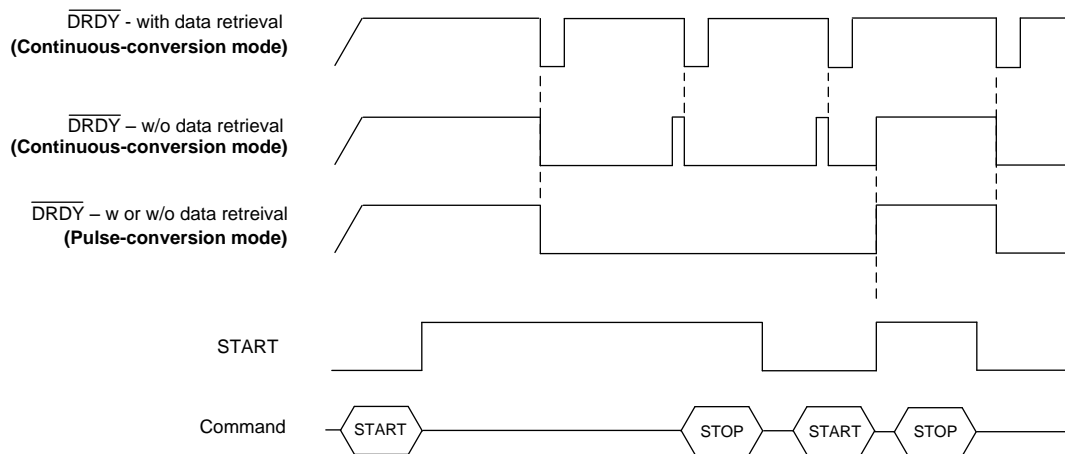 DRDY - with data retrieval
(Continuous-conversion mode)
DRDY – w/o data retrieval
(Continuous-conversion mode)
DRDY – w or w/o data retreival
(Pulse-conversion mode)
START
Command
START
STOP
START
STOP